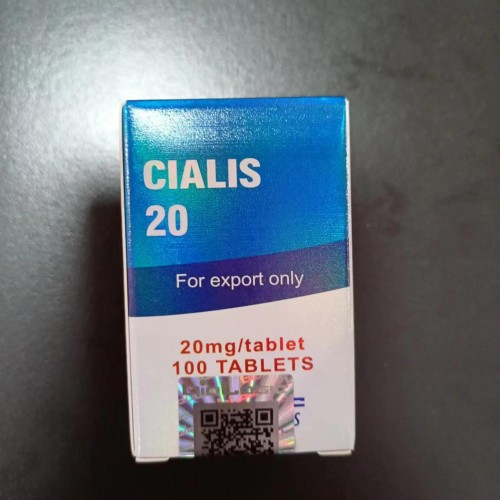 CIALIS
20
For export only
20mg/tablet
100 TABLETS